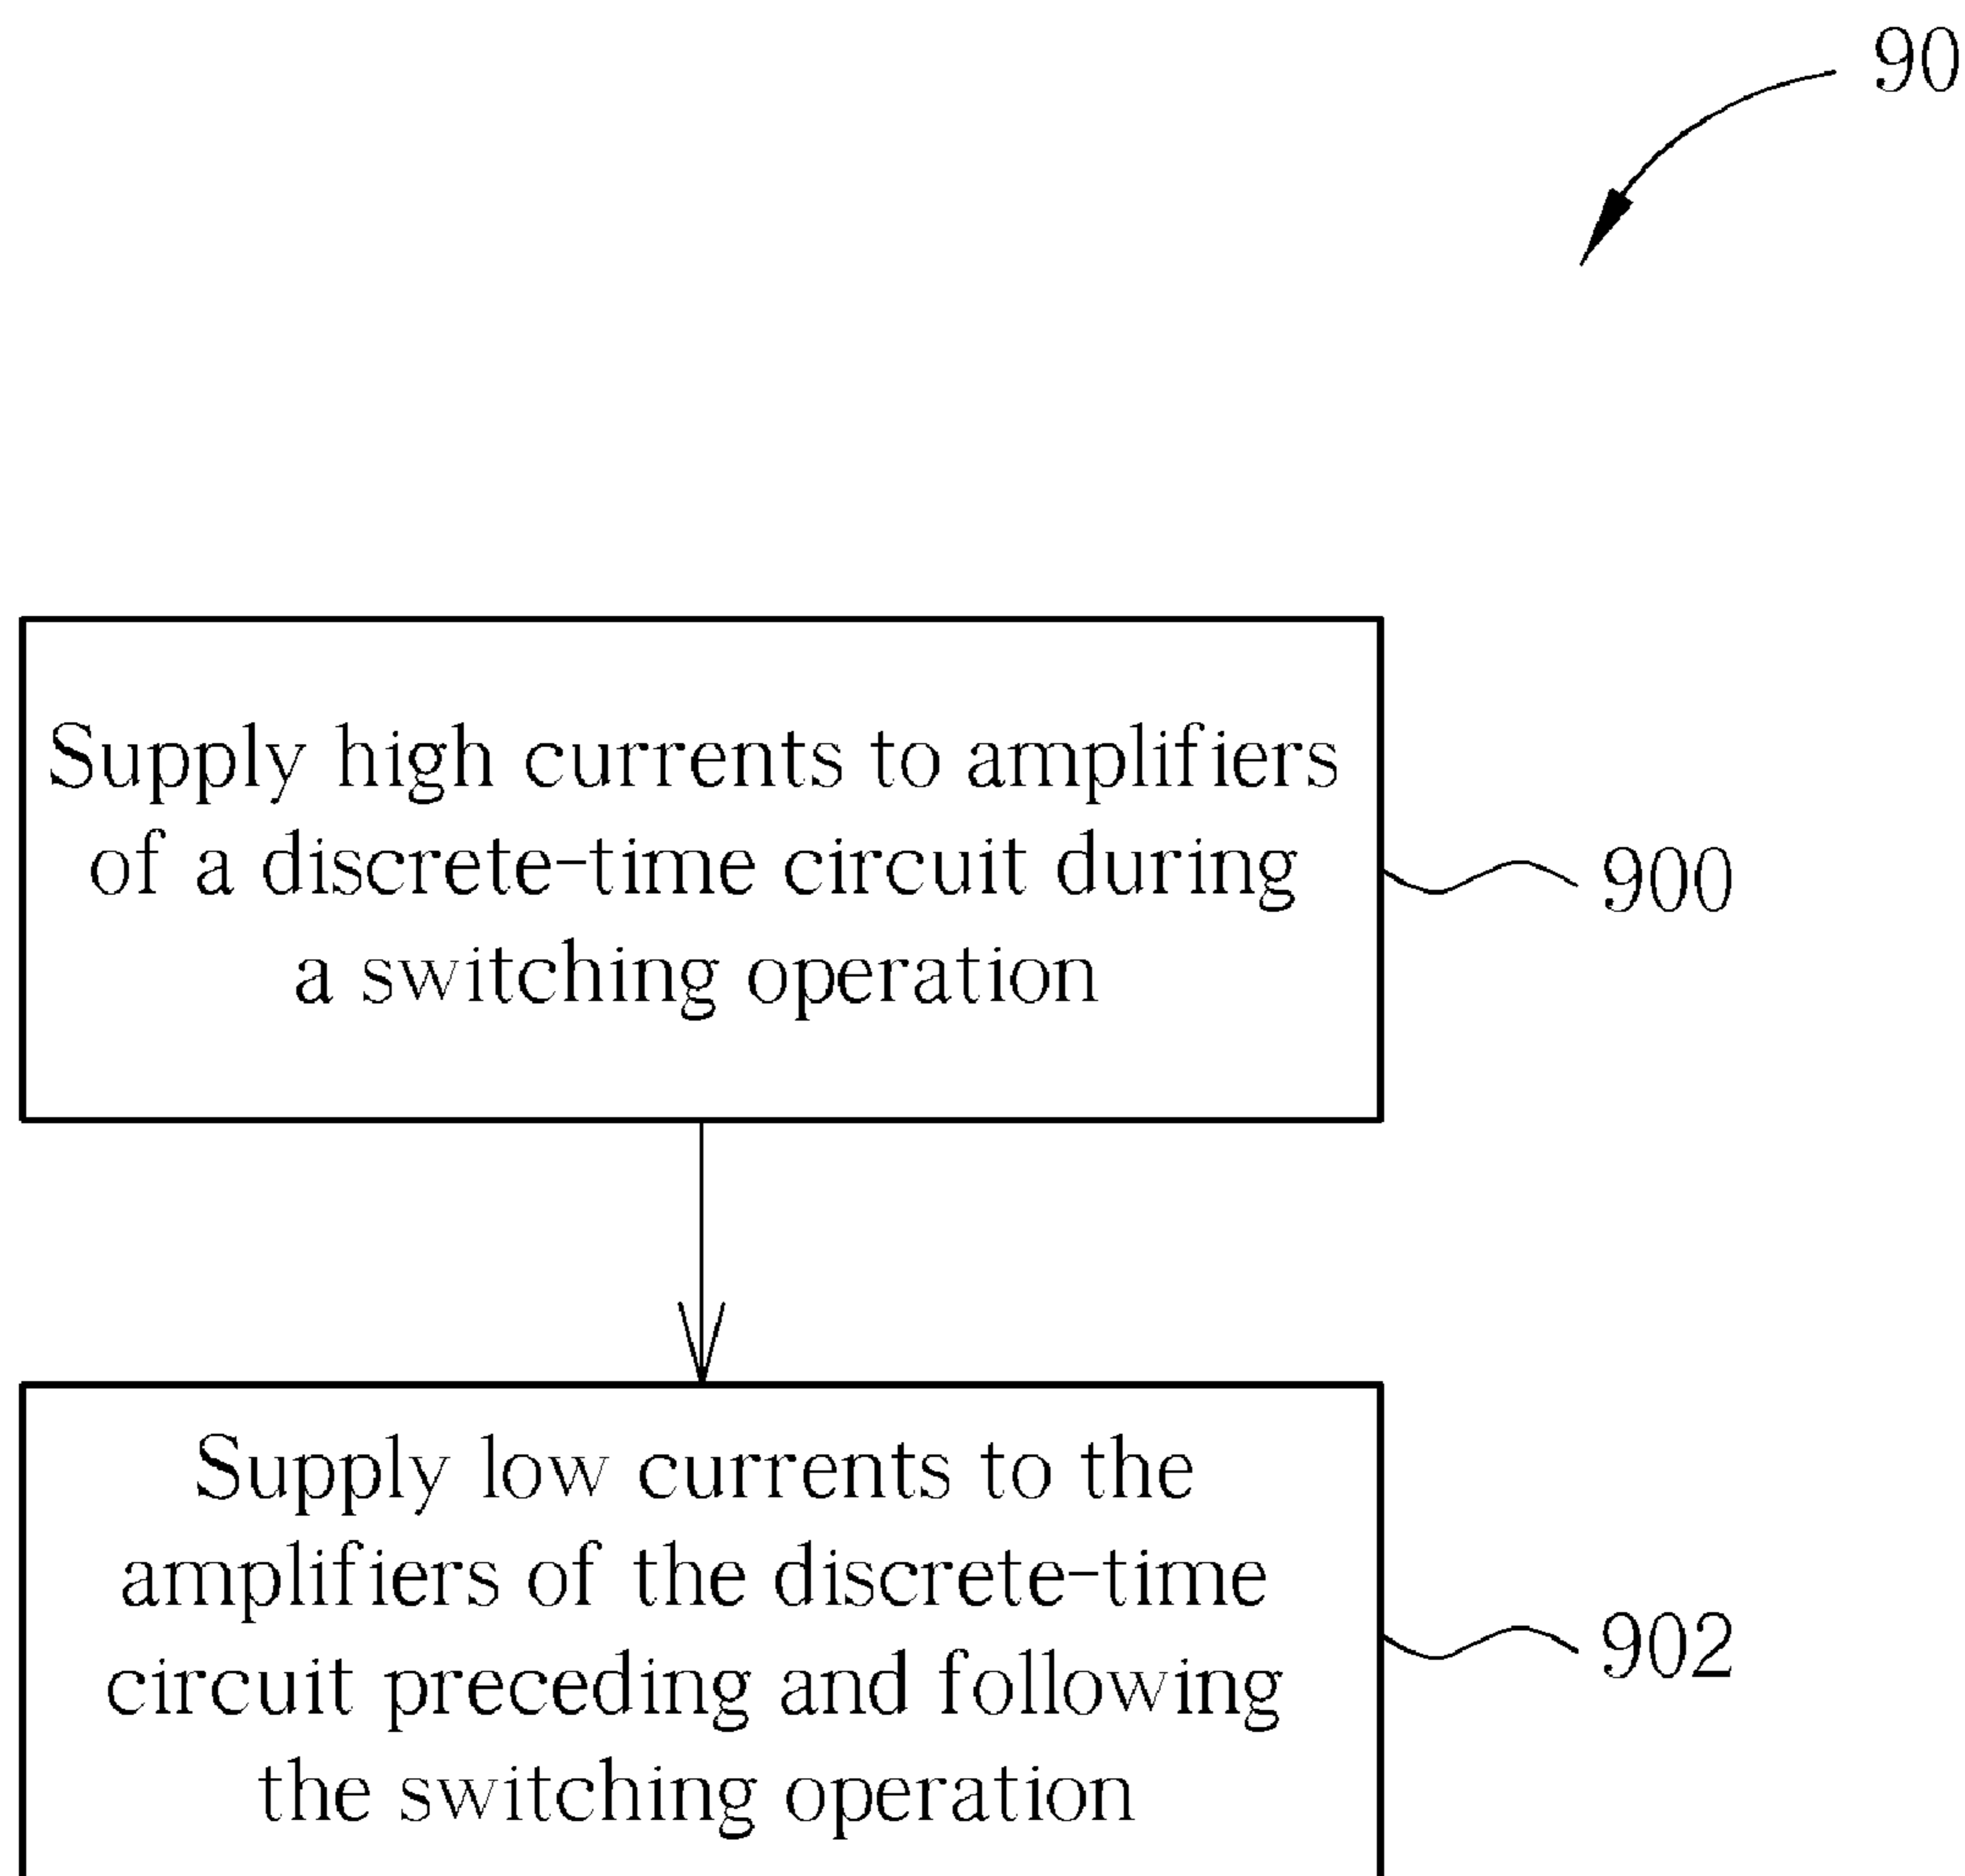 90
Supply high currents to amplifiers
of a discrete-time circuit during
a switching operation
900
Supply low currents to the
amplifiers of the discrete-time
circuit preceding and following
the switching operation
902